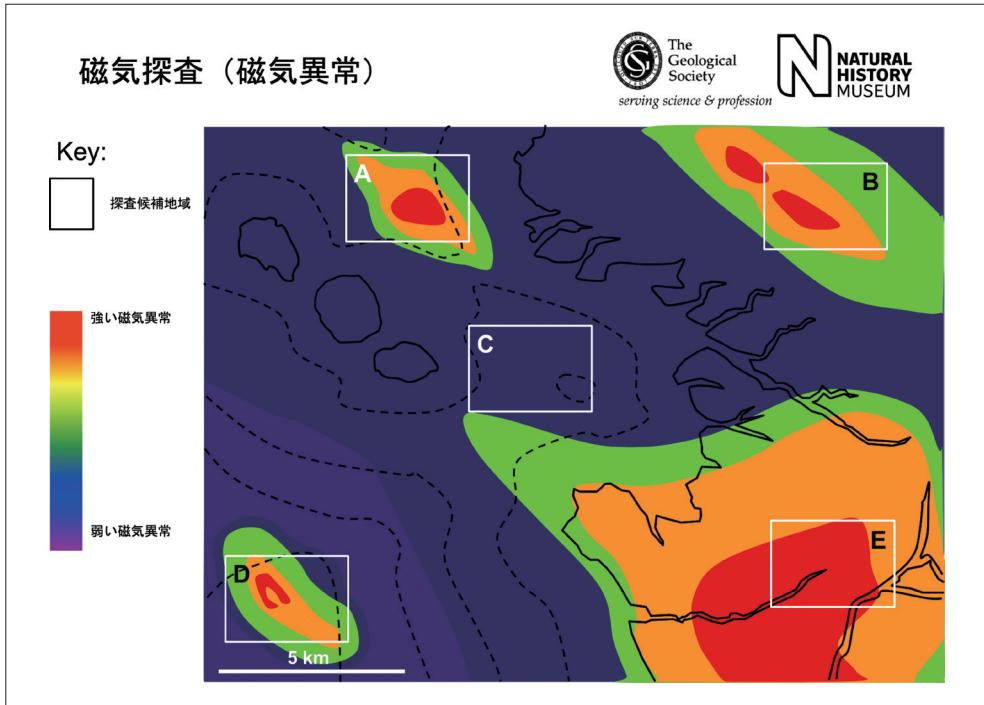 磁気探査（磁気異常）
The
Geological
Society
serving science & profession
N
NATURAL
HISTORY
MUSEUM
Key:
探査候補地域
強い磁気異常
弱い磁気異常
A
B
C
D
E
5 km